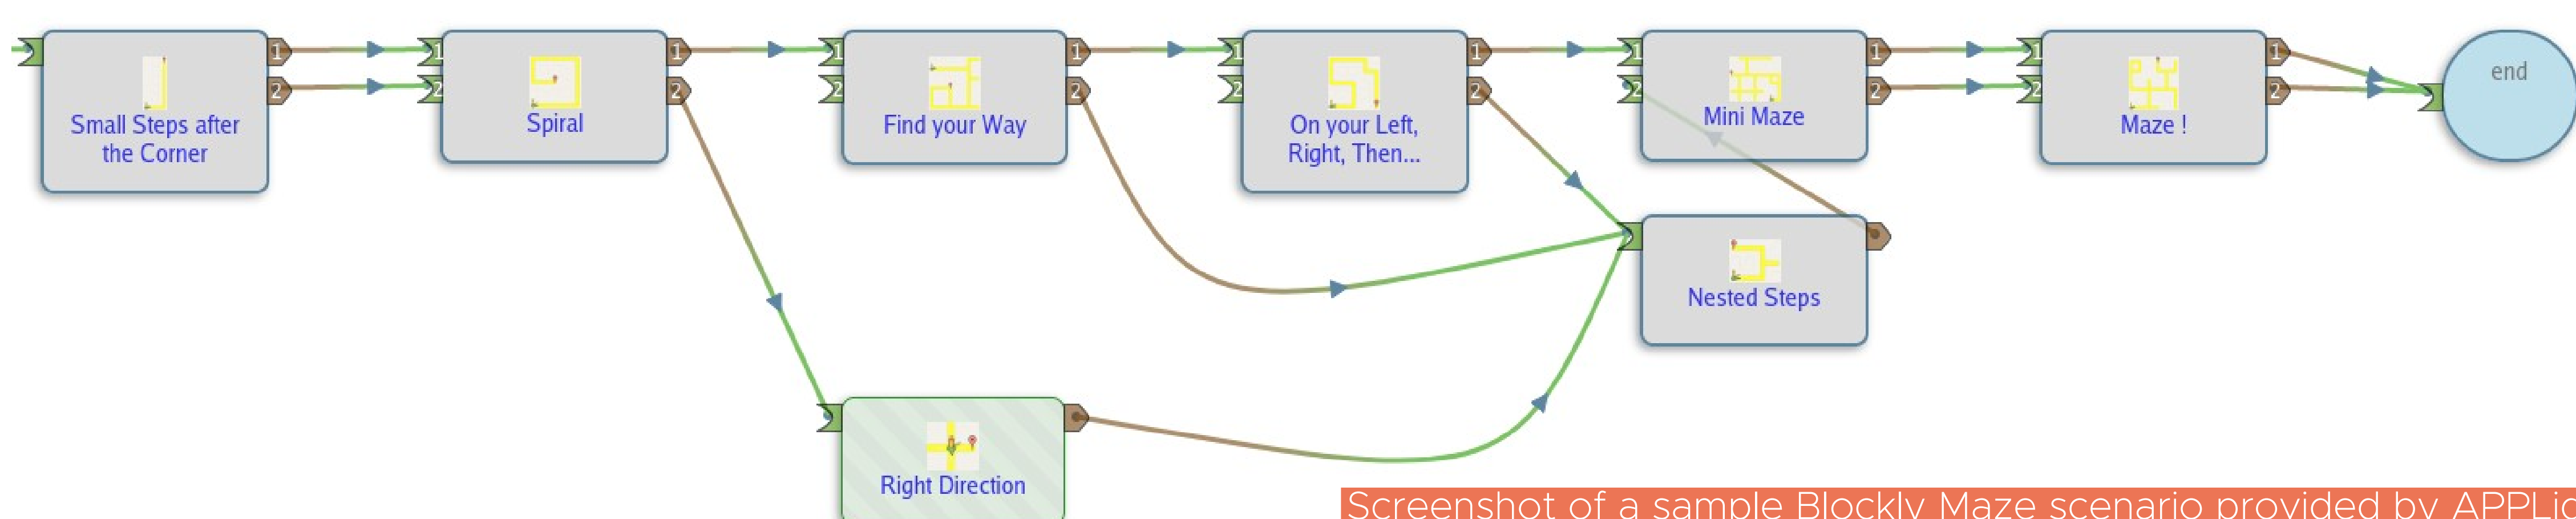 1
2
Small Steps after
the Corner
1
2
Spiral
1
2
1
2
Find your Way
1
2
1
2
On your Left,
Right, Then...
1
2
1
2
Mini Maze
1
2
1
2
Maze !
1
2
end
Nested Steps
Right Direction
Screenshot of a sample Blockly Maze scenario provided by